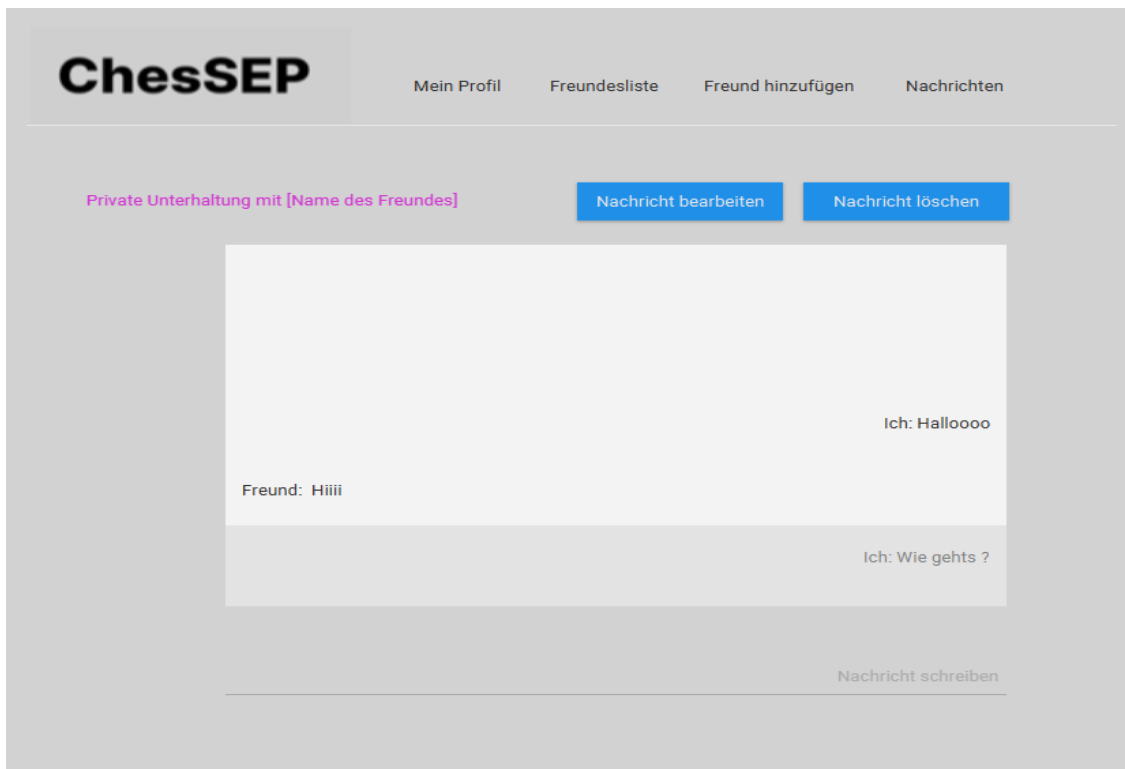 ChesSEP
Mein Profil Freundesliste Freund hinzufügen Nachrichten
Private Unterhaltung mit [Name des Freundes] Nachricht bearbeiten Nachricht löschen
Ich: Halloooo
Freund: Hiiii
Ich: Wie gehts ?
Nachricht schreiben